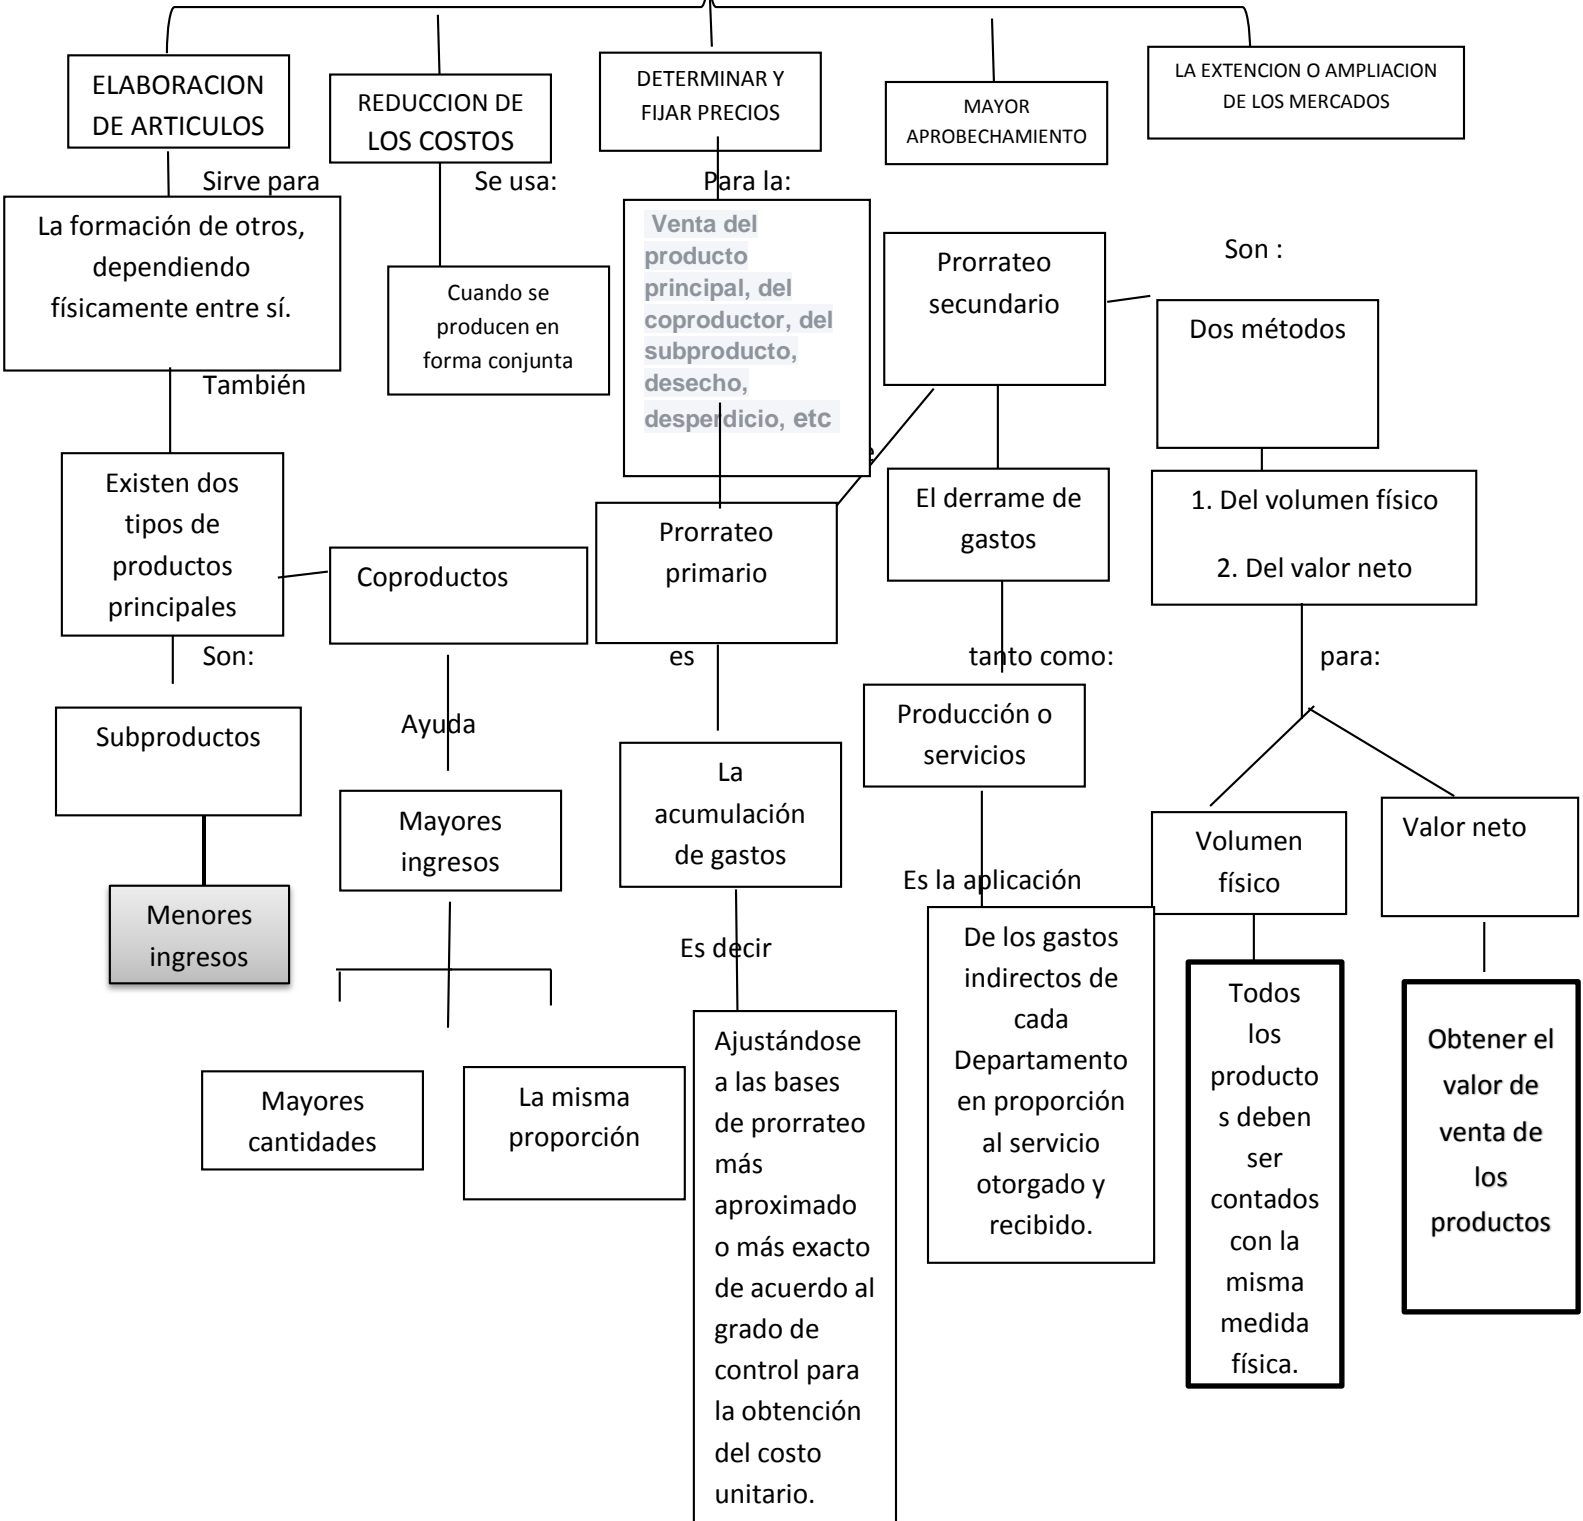 ELABORACION
DE ARTICULOS
REDUCCION DE
LOS COSTOS
DETERMINAR Y
FIJAR PRECIOS
MAYOR
APROBECHAMIENTO
LA EXTENCION O AMPLIACION
DE LOS MERCADOS
Sirve para
Se usa:
Para la:
La formación de otros,
dependiendo
físicamente entre sí.
Cuando se
producen en
forma conjunta
Venta del
producto
principal, del
coproductor, del
subproducto,
desecho,
desperdicio, etc
Prorrateo
secundario
Son :
Dos métodos
También
Existen dos
tipos de
productos
principales
Coproductos
Prorrateo
primario
El derrame de
gastos
1. Del volumen físico
2. Del valor neto
Son:
es
tanto como:
para:
Subproductos
Ayuda
La
acumulación
de gastos
Producción o
servicios
Mayores
ingresos
Volumen
físico
Valor neto
Menores
ingresos
Es decir
Es la aplicación
De los gastos
indirectos de
cada
Departamento
en proporción
al servicio
otorgado y
recibido.
Todos
los
producto
s deben
ser
contados
con la
misma
medida
física.
Obtener el
valor de
venta de
los
productos
Mayores
cantidades
La misma
proporción
Ajustándose
a las bases
de prorrateo
más
aproximado
o más exacto
de acuerdo al
grado de
control para
la obtención
del costo
unitario.